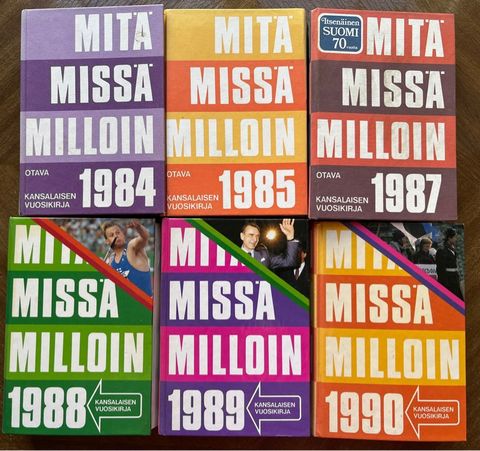 MITÄ
MISSÄ
MILLOIN
OTAVA
KANSALAISEN
VUOSIKIRJA
1984
MITÄ
MISSÄ
MILLOIN
OTAVA
KANSALAISEN
VUOSIKIRJA
1985
Itsenäinen
SUOMI
70 vuotta
MITÄ
MISSÄ
MILLOIN
OTAVA
KANSALAISEN
VUOSIKIRJA
1987
MITÄ
MISSÄ
MILLOIN
1988
KANSALAISEN
VUOSIKIRJA
MITÄ
MISSÄ
MILLOIN
1989
KANSALAISEN
VUOSIKIRJA
MITÄ
MISSÄ
MILLOIN
1990
KANSALAISEN
VUOSIKIRJA